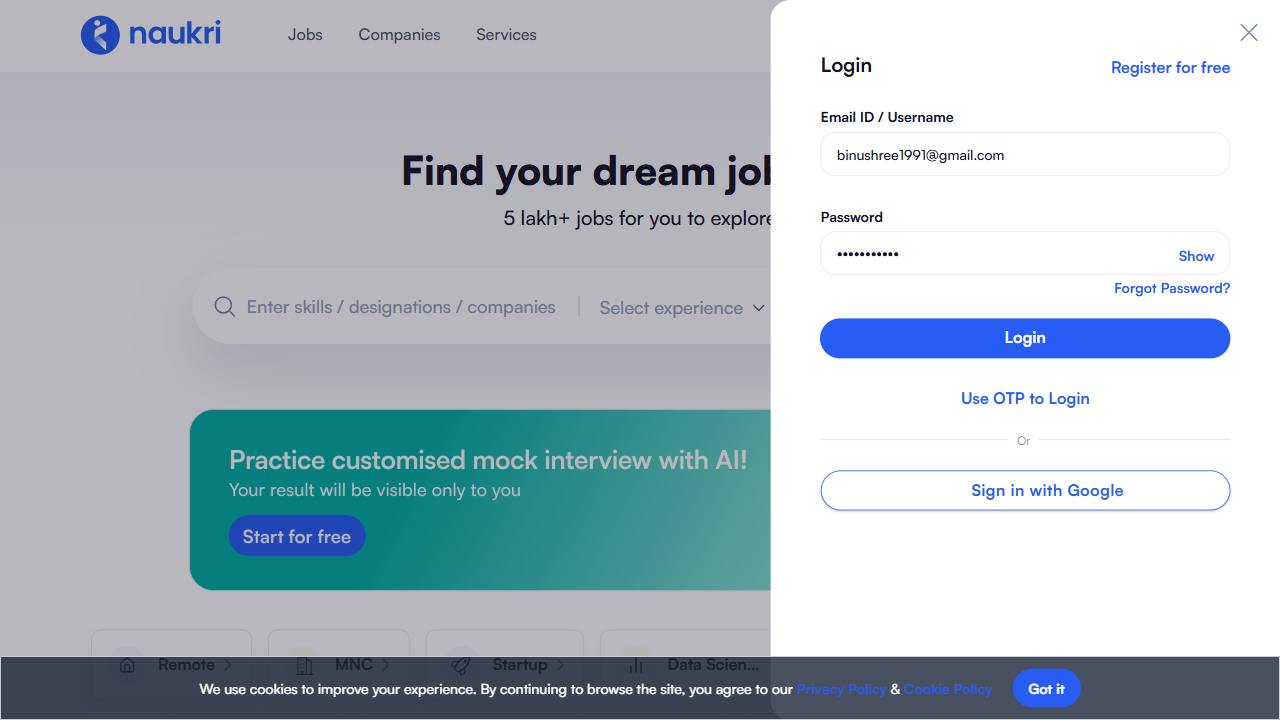 naukri
Jobs
Companies
Services
Find your dream job
5 lakh+ jobs for you to explore
Enter skills / designations / companies
Select experience
Practice customised mock interview with AI!
Your result will be visible only to you
Start for free
Remote
MNC
Startup
Data Scien...
Login
Register for free
Email ID / Username
binushree1991@gmail.com
Password
•••••••••••
Show
Forgot Password?
Login
Use OTP to Login
Or
Sign in with Google
We use cookies to improve your experience. By continuing to browse the site, you agree to our Privacy Policy & Cookie Policy
Got it